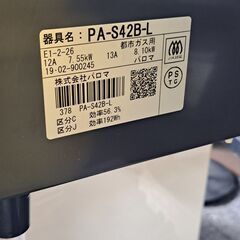 器具名：PA-S42B-L
E1-2-26 都市ガス用
12A 7.55kW 13A 8.10kW
19·02-900245 パロマ
株式会社パロマ
378 PA-S42B-L
区分C 効率56.3%
区分J 効率192Wh
PS
TG